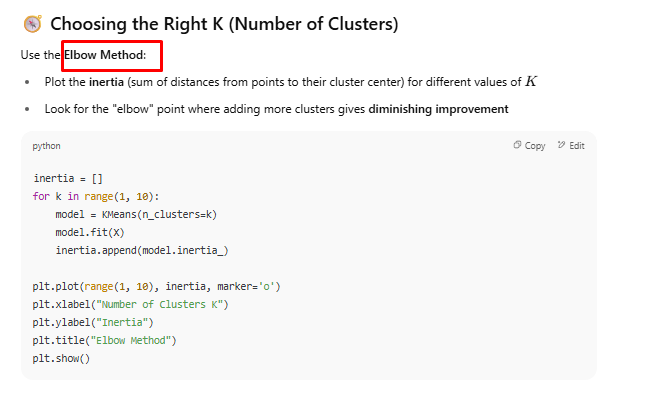 🧭 Choosing the Right K (Number of Clusters)
Use the Elbow Method:
• Plot the inertia (sum of distances from points to their cluster center) for different values of K
• Look for the "elbow" point where adding more clusters gives diminishing improvement
python Copy Edit
inertia = []
for k in range(1, 10):
    model = KMeans(n_clusters=k)
    model.fit(X)
    inertia.append(model.inertia_)
plt.plot(range(1, 10), inertia, marker='o')
plt.xlabel("Number of Clusters K")
plt.ylabel("Inertia")
plt.title("Elbow Method")
plt.show()